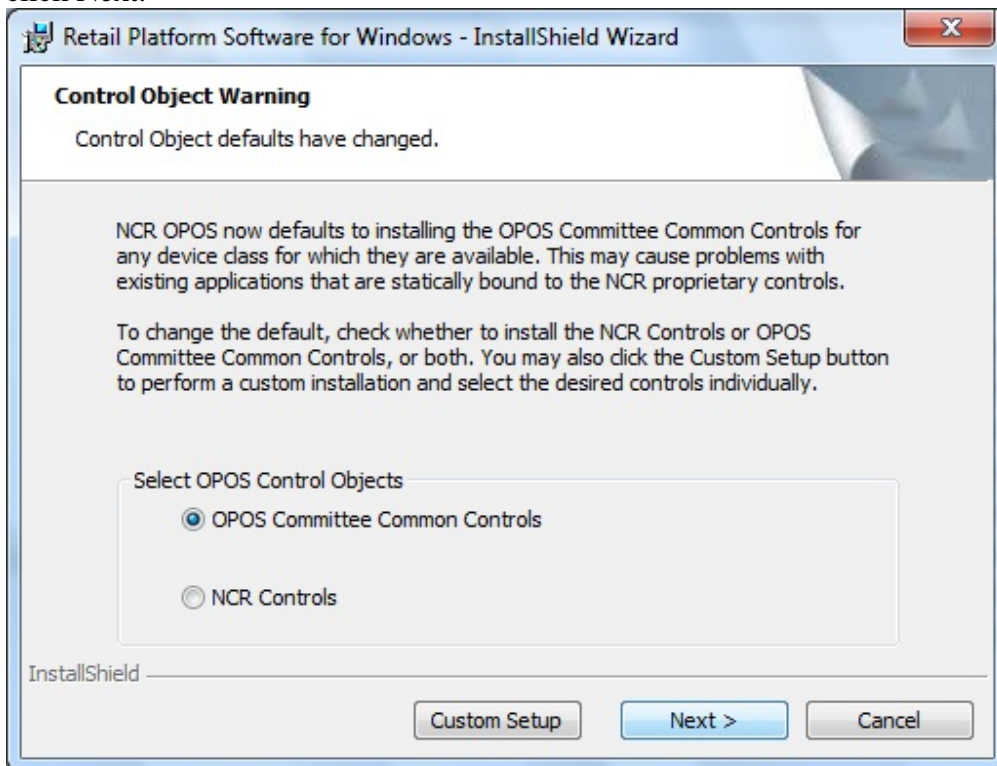 Retail Platform Software for Windows - InstallShield Wizard
Control Object Warning
Control Object defaults have changed.
NCR OPOS now defaults to installing the OPOS Committee Common Controls for
any device class for which they are available. This may cause problems with
existing applications that are statically bound to the NCR proprietary controls.
To change the default, check whether to install the NCR Controls or OPOS
Committee Common Controls, or both. You may also click the Custom Setup button
to perform a custom installation and select the desired controls individually.
Select OPOS Control Objects
OPOS Committee Common Controls
NCR Controls
InstallShield
Custom Setup
Next >
Cancel